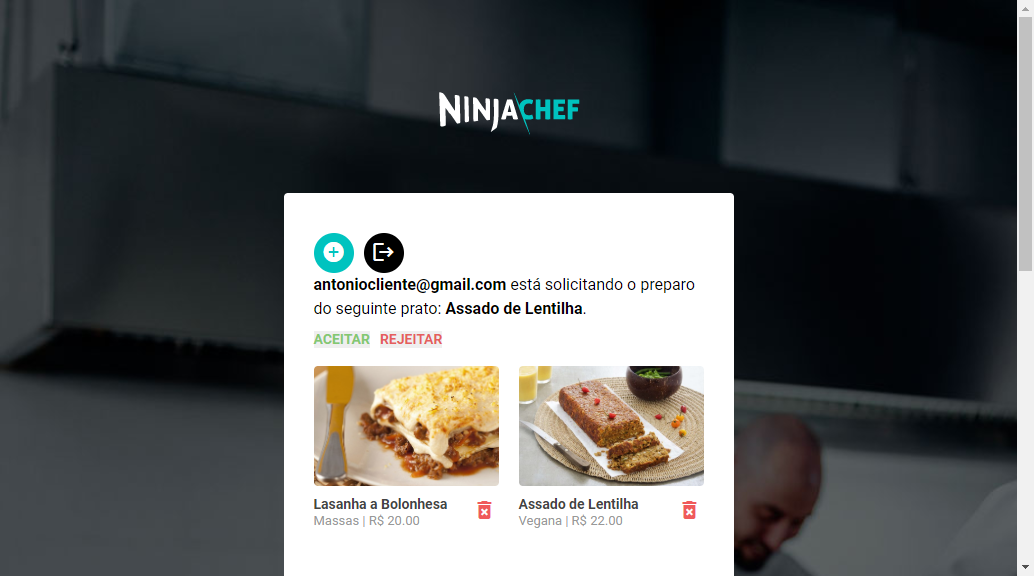 NINJACHEF
antoniocliente@gmail.com está solicitando o preparo
do seguinte prato: Assado de Lentilha.
ACEITAR REJEITAR
Lasanha a Bolonhesa
Massas | R$ 20.00
Assado de Lentilha
Vegana | R$ 22.00